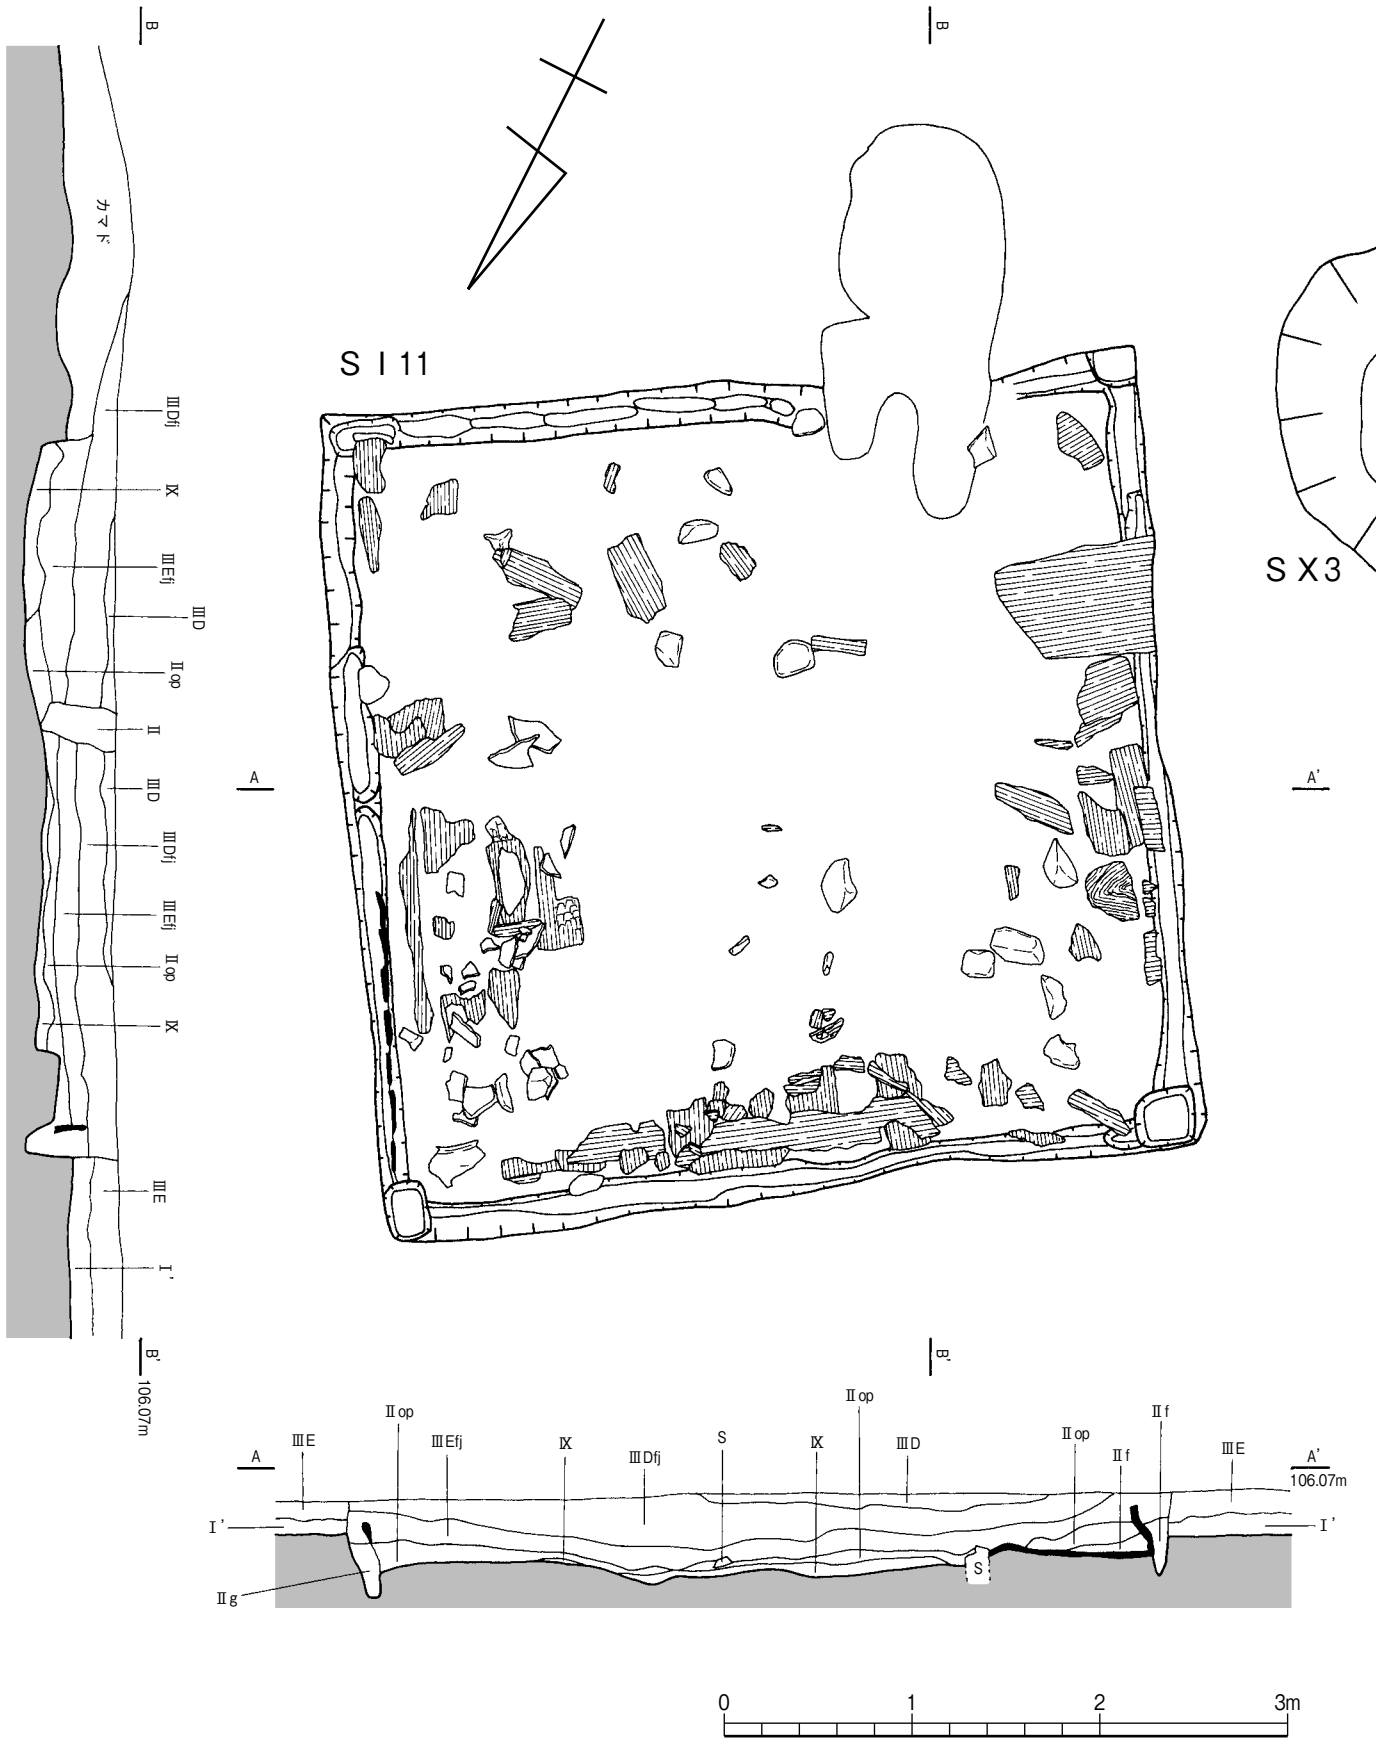 B
B
カマド
S I 11
ⅢDfj
Ⅸ
ⅢEfj
ⅢD
Ⅱop
Ⅱ
ⅢD
ⅢDfj
ⅢEfj
Ⅱop
Ⅸ
ⅢE
I'
S X3
A
A'
B'
106.07m
B'
A
ⅢE
Ⅱop
ⅢEfj
Ⅸ
ⅢDfj
S
Ⅸ
Ⅱop
ⅢD
Ⅱop
Ⅱf
Ⅱf
ⅢE
A'
106.07m
I'
I'
S
Ⅱg
0 1 2 3m